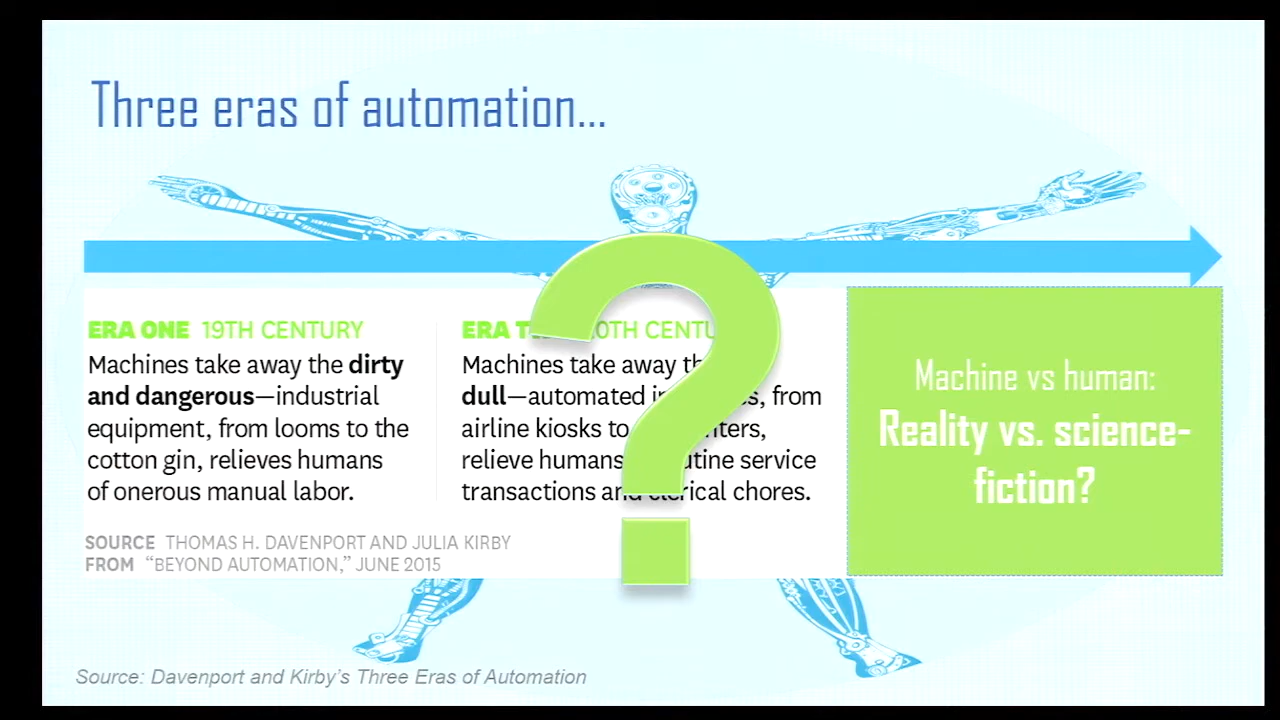 Three eras of automation...
ERA ONE 19TH CENTURY
Machines take away the dirty
and dangerous—industrial
equipment, from looms to the
cotton gin, relieves humans
of onerous manual labor.
ERA
Machines take away
dull—automated from
airline kiosks to
relieve humans service
transactions and clerical chores.
Machine vs human:
Reality vs. science-
fiction?
SOURCE THOMAS H. DAVENPORT AND JULIA KIRBY
FROM “BEYOND AUTOMATION,” JUNE 2015
Source: Davenport and Kirby’s Three Eras of Automation